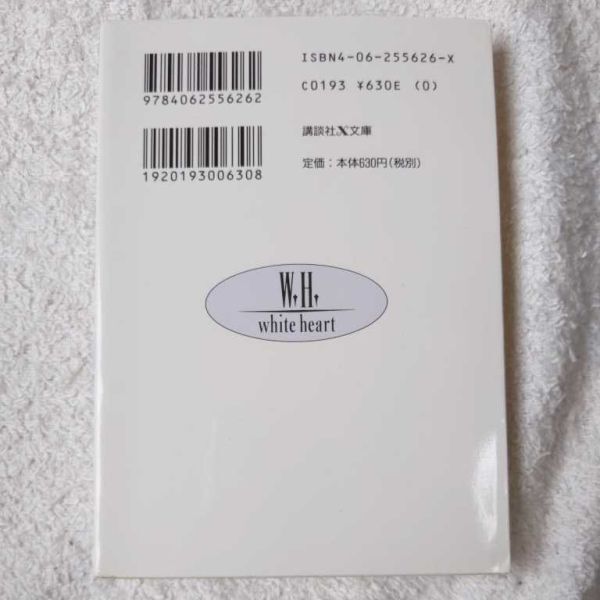 ISBN4-06-255626-X
9784062556262
C0193 ¥630E (0)
講談社X文庫
1920193006308
定価：本体630円(税別)
W.H.
white heart